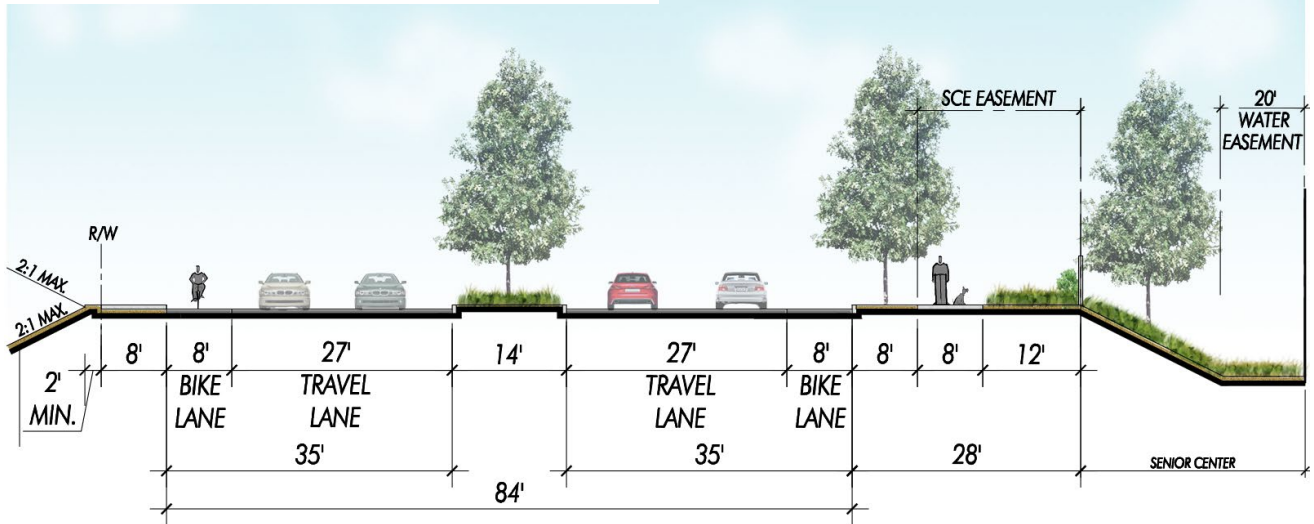 SCE EASEMENT
20'
WATER
EASEMENT
R/W
2:1 MAX.
2:1 MAX.
8'
8'
27'
14'
27'
8'
8'
8'
12'
2'
MIN.
BIKE
LANE
TRAVEL
LANE
TRAVEL
LANE
BIKE
LANE
35'
35'
28'
SENIOR CENTER
84'